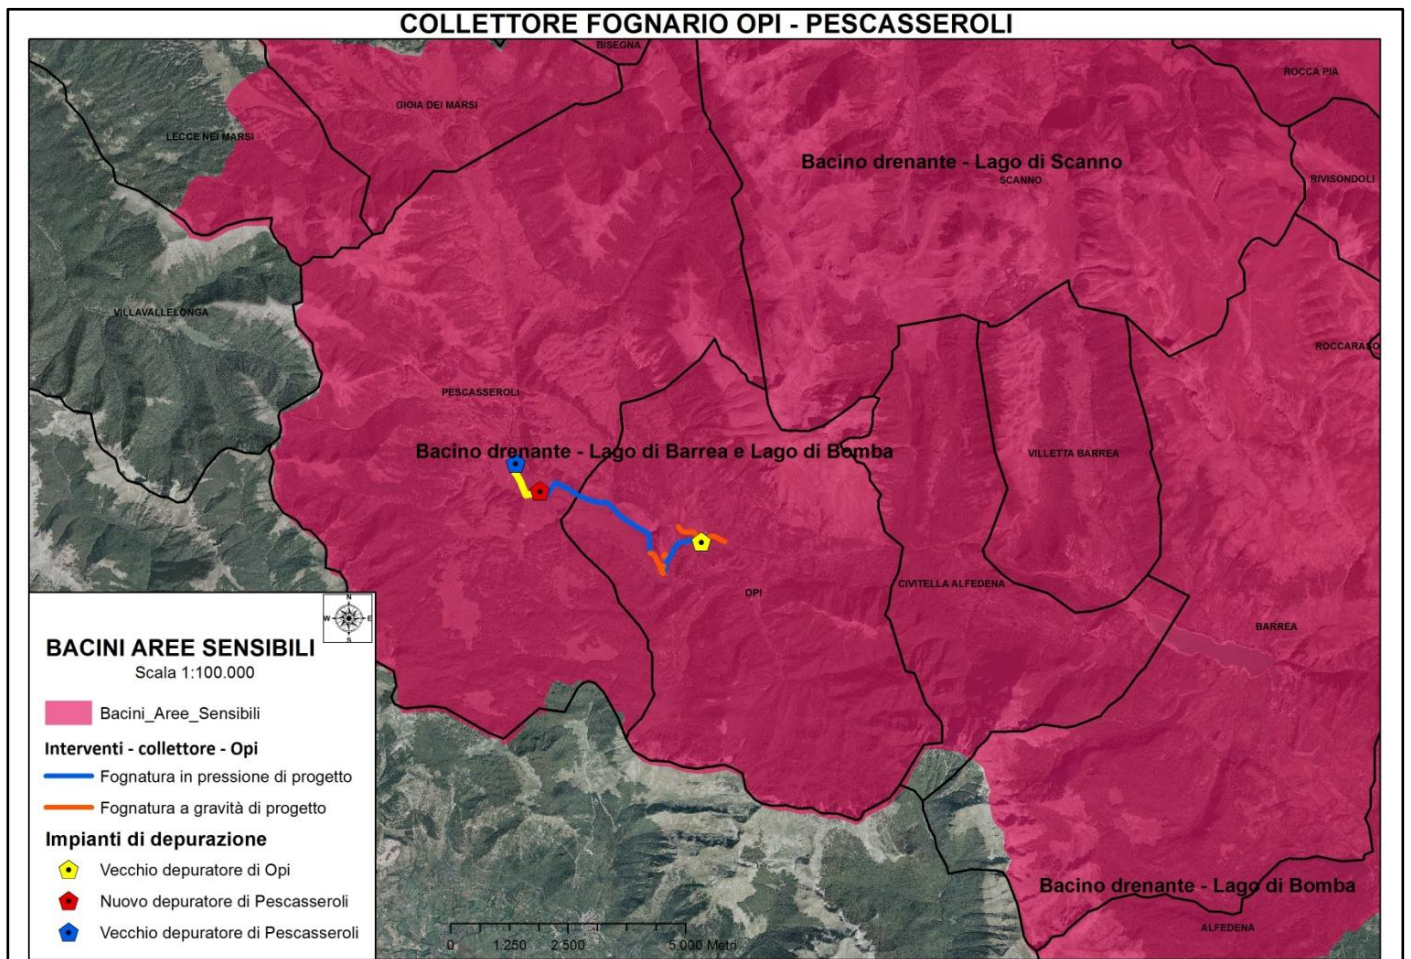 COLLETTORE FOGNARIO OPI - PESCASSEROLI
BISEGNA
ROCCA PIA
GIOIA DEI MARSI
LECCE NEI MARSI
Bacino drenante - Lago di Scanno
SCANNO
RIVISONDOLI
VILLAVALLELONGA
ROCCARASO
PESCASSEROLI
Bacino drenante - Lago di Barrea e Lago di Bomba
VILLETTA BARREA
CIVITELLA ALFEDENA
OPI
BARREA
N
W E
S
BACINI AREE SENSIBILI
Scala 1:100.000
Bacini_Aree_Sensibili
Interventi - collettore - Opi
Fognatura in pressione di progetto
Fognatura a gravità di progetto
Impianti di depurazione
Vecchio depuratore di Opi
Nuovo depuratore di Pescasseroli
Vecchio depuratore di Pescasseroli
Bacino drenante - Lago di Bomba
ALFEDENA
0 1.250 2.500 5.000 Metri